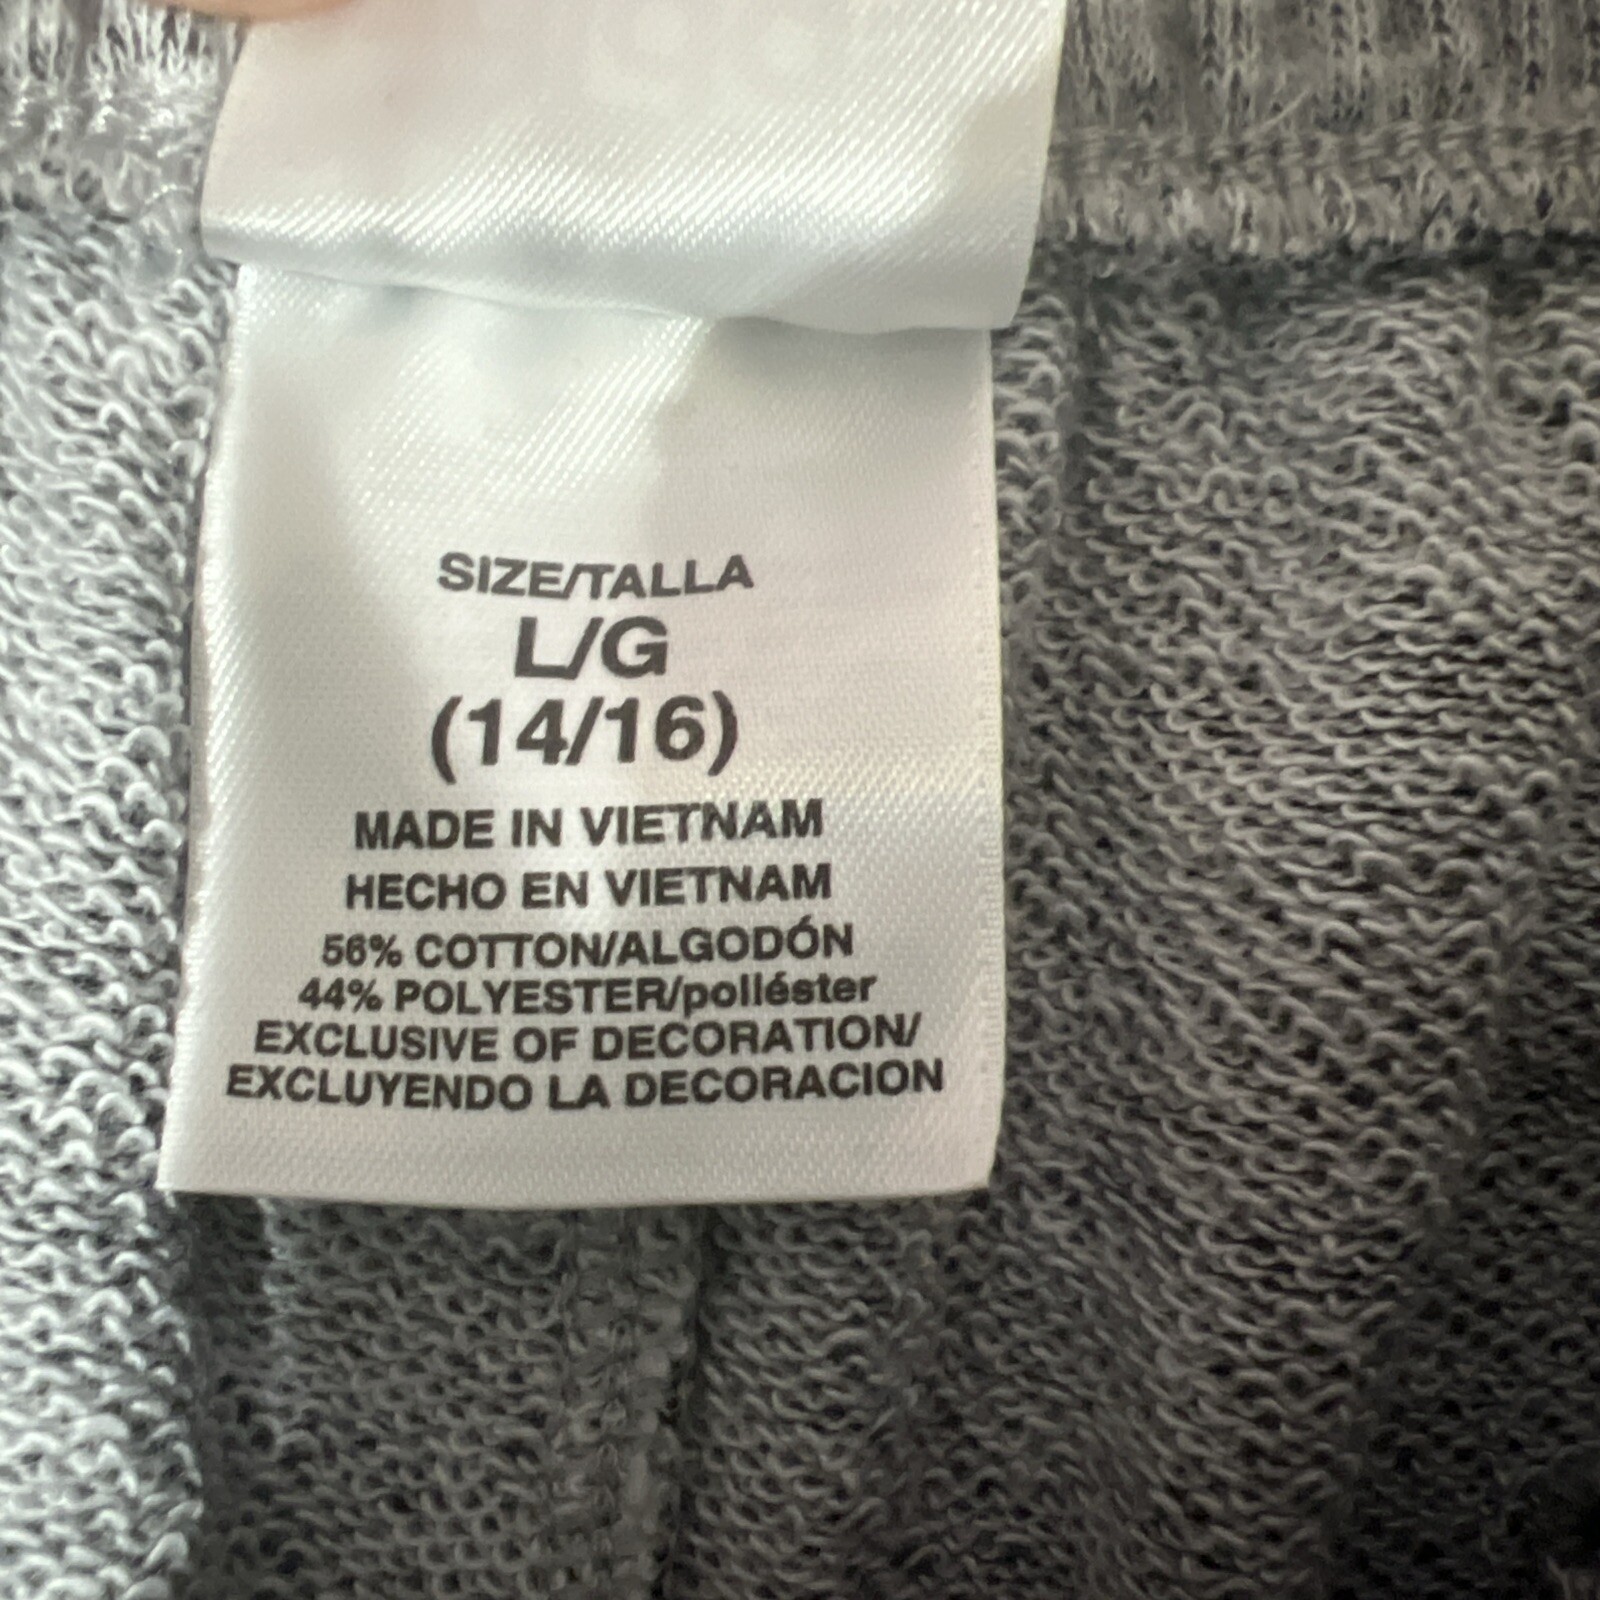 SIZE/TALLA
L/G
(14/16)
MADE IN VIETNAM
HECHO EN VIETNAM
56% COTTON/ALGODÓN
44% POLYESTER/poliéster
EXCLUSIVE OF DECORATION/
EXCLUYENDO LA DECORACION